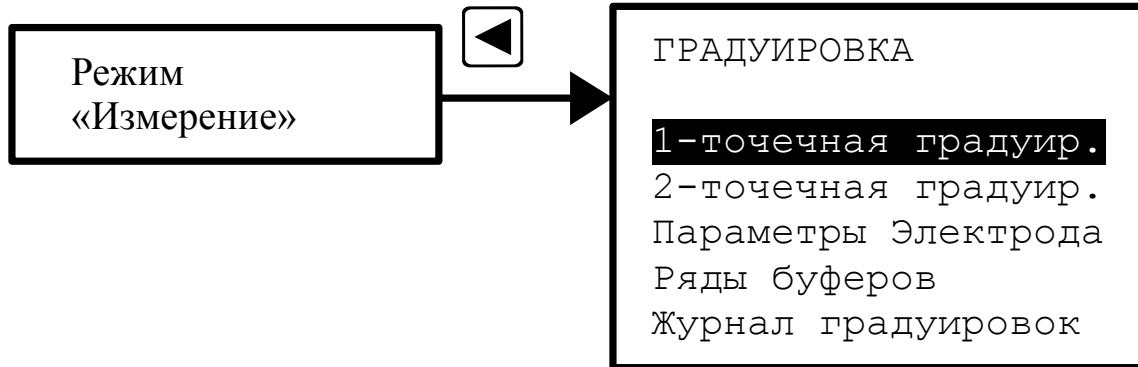 Режим
«Измерение»
ГРАДУИРОВКА
1-точечная градуир.
2-точечная градуир.
Параметры Электрода
Ряды буферов
Журнал градуировок